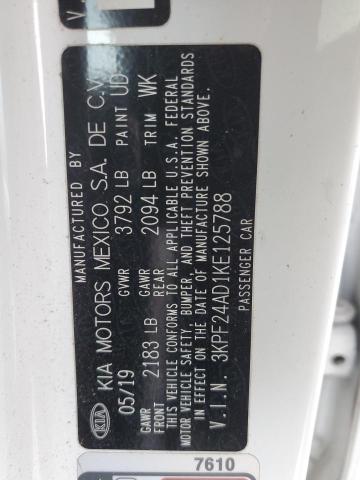 MANUFACTURED BY
KIA KIA MOTORS MEXICO S.A. DE C.V.
05/19 GVWR 3792 LB PAINT UD
GAWR FRONT 2183 LB GAWR REAR 2094 LB TRIM WK
THIS VEHICLE CONFORMS TO ALL APPLICABLE U.S.A. FEDERAL
MOTOR VEHICLE SAFETY, BUMPER, AND THEFT PREVENTION STANDARDS
IN EFFECT ON THE DATE OF MANUFACTURE SHOWN ABOVE.
V.I.N. 3KPF24AD1KE125788
PASSENGER CAR
7610